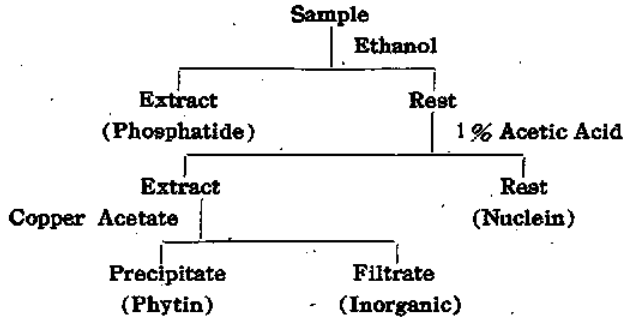 Sample
Ethanol
Extract Rest
(Phosphatide) 1% Acetic Acid
Extract Rest
Copper Acetate (Nuclein)
Precipitate Filtrate
(Phytin) (Inorganic)